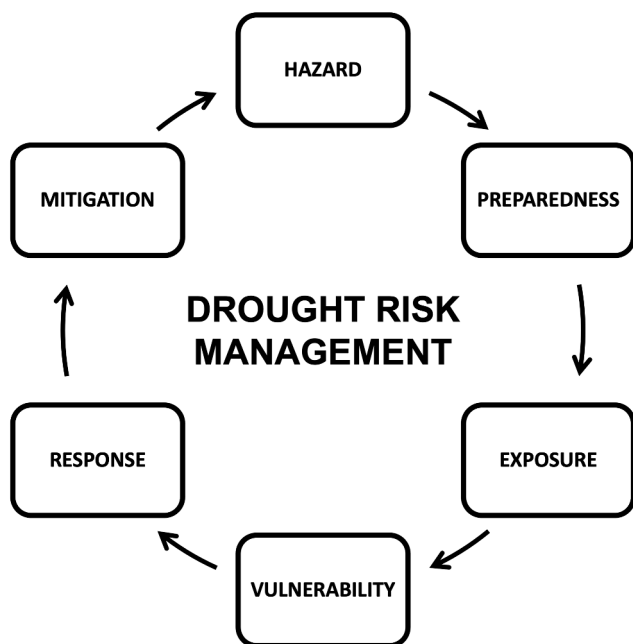 HAZARD
PREPAREDNESS
EXPOSURE
VULNERABILITY
RESPONSE
MITIGATION
DROUGHT RISK
MANAGEMENT